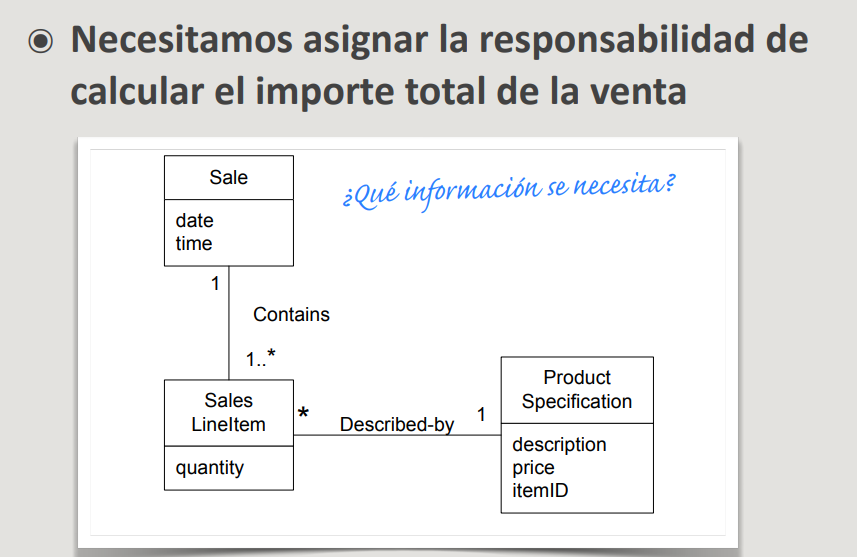 Necesitamos asignar la responsabilidad de
calcular el importe total de la venta
¿Qué información se necesita?
Sale
date
time
1
Contains
1..*
Sales
LineItem
quantity
*
Described-by
1
Product
Specification
description
price
itemID